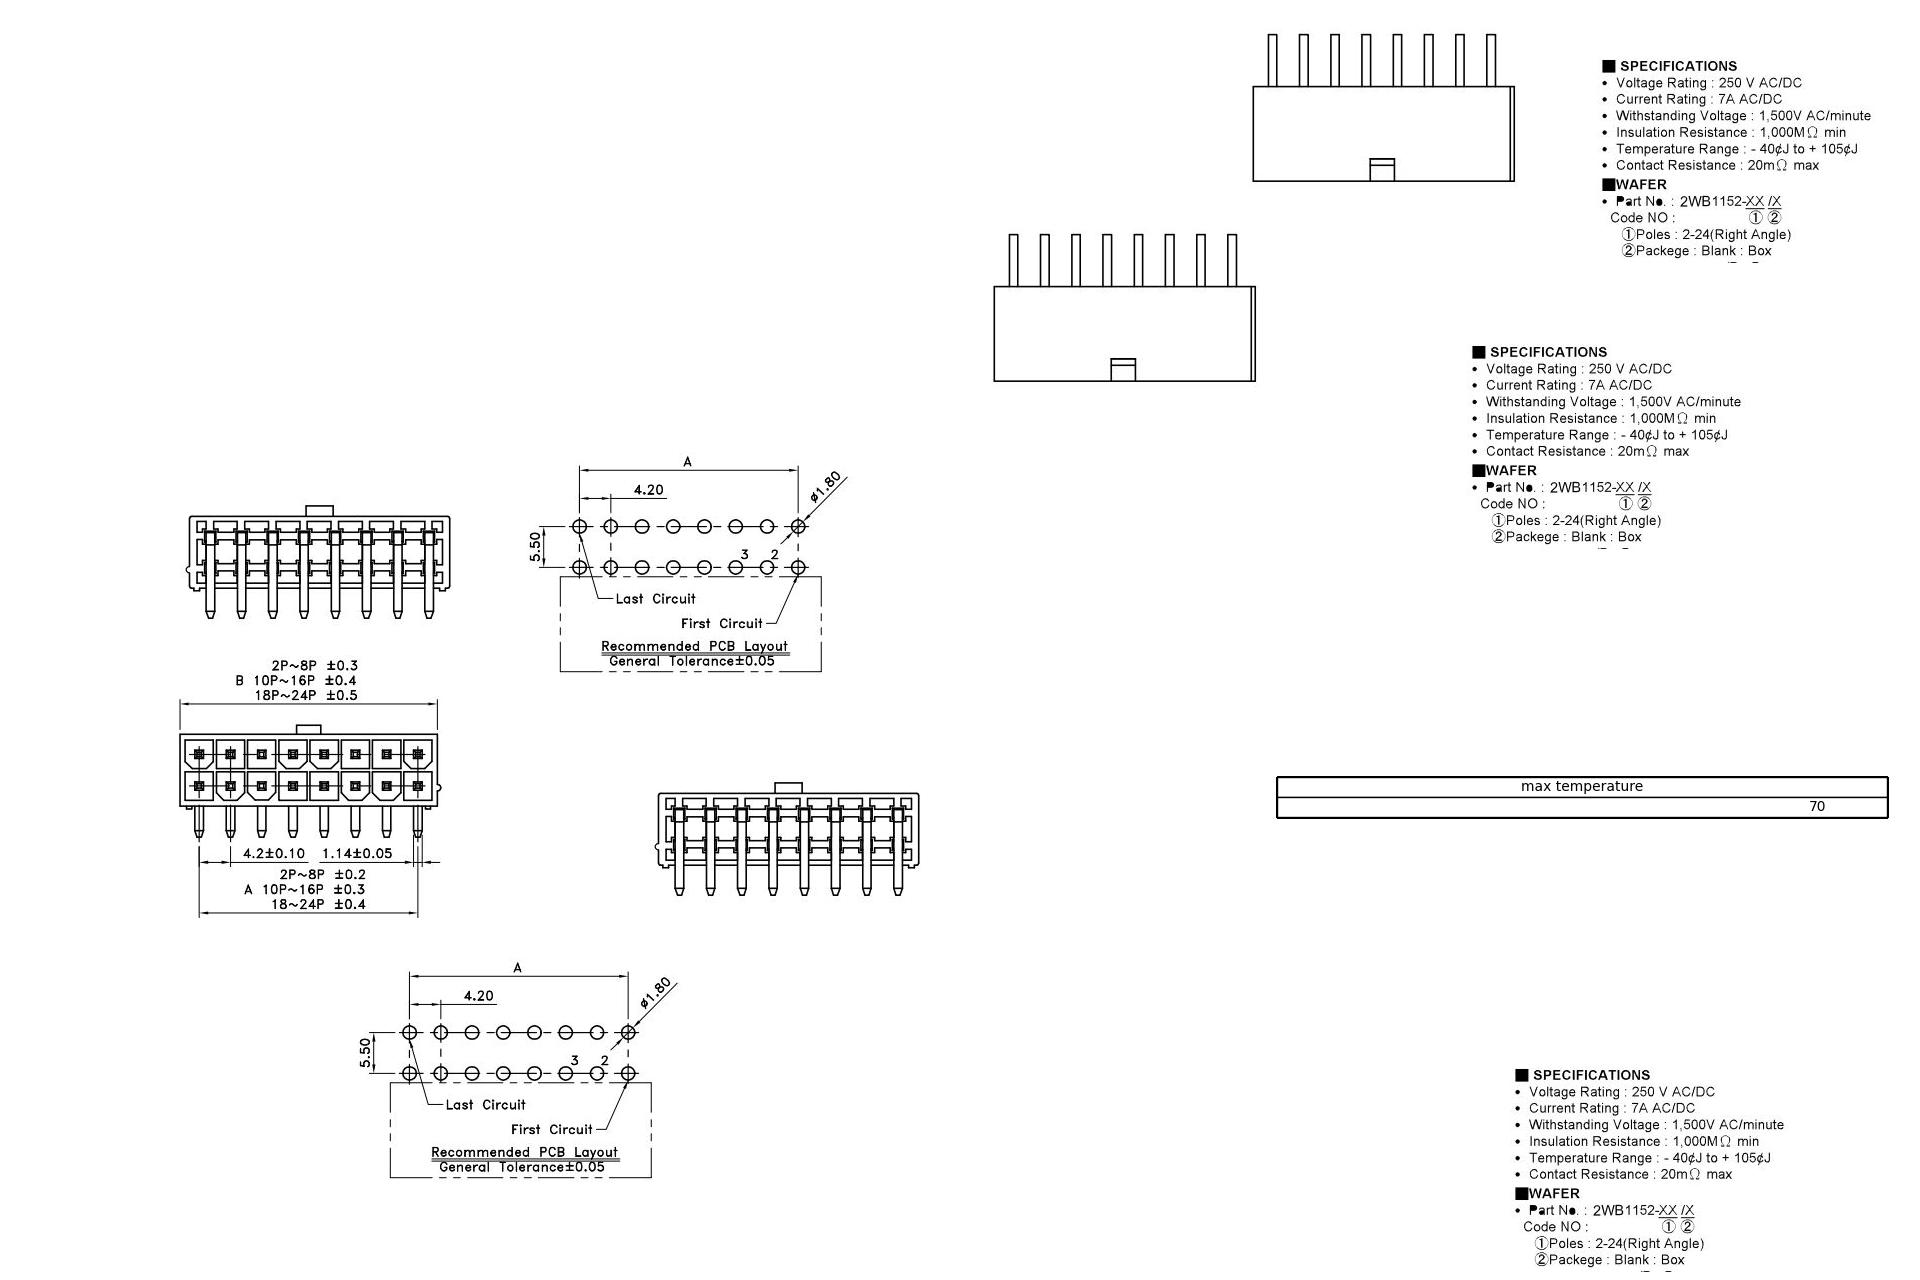 ■ SPECIFICATIONS
• Voltage Rating : 250 V AC/DC
• Current Rating : 7A AC/DC
• Withstanding Voltage : 1,500V AC/minute
• Insulation Resistance : 1,000MΩ min
• Temperature Range : - 40¢J to + 105¢J
• Contact Resistance : 20mΩ max
■WAFER
• Part No. : 2WB1152-XX /X
Code NO : ① ②
①Poles : 2-24(Right Angle)
②Packege : Blank : Box
■ SPECIFICATIONS
• Voltage Rating : 250 V AC/DC
• Current Rating : 7A AC/DC
• Withstanding Voltage : 1,500V AC/minute
• Insulation Resistance : 1,000MΩ min
• Temperature Range : - 40¢J to + 105¢J
• Contact Resistance : 20mΩ max
■WAFER
• Part No. : 2WB1152-XX /X
Code NO : ① ②
①Poles : 2-24(Right Angle)
②Packege : Blank : Box
A
4.20
ø1.80
5.50
3 2
Last Circuit
First Circuit
Recommended PCB Layout
General Tolerance±0.05
2P~8P ±0.3
B 10P~16P ±0.4
18P~24P ±0.5
4.2±0.10 1.14±0.05
2P~8P ±0.2
A 10P~16P ±0.3
18~24P ±0.4
max temperature
70
A
4.20
ø1.80
5.50
3 2
Last Circuit
First Circuit
Recommended PCB Layout
General Tolerance±0.05
■ SPECIFICATIONS
• Voltage Rating : 250 V AC/DC
• Current Rating : 7A AC/DC
• Withstanding Voltage : 1,500V AC/minute
• Insulation Resistance : 1,000MΩ min
• Temperature Range : - 40¢J to + 105¢J
• Contact Resistance : 20mΩ max
■WAFER
• Part No. : 2WB1152-XX /X
Code NO : ① ②
①Poles : 2-24(Right Angle)
②Packege : Blank : Box